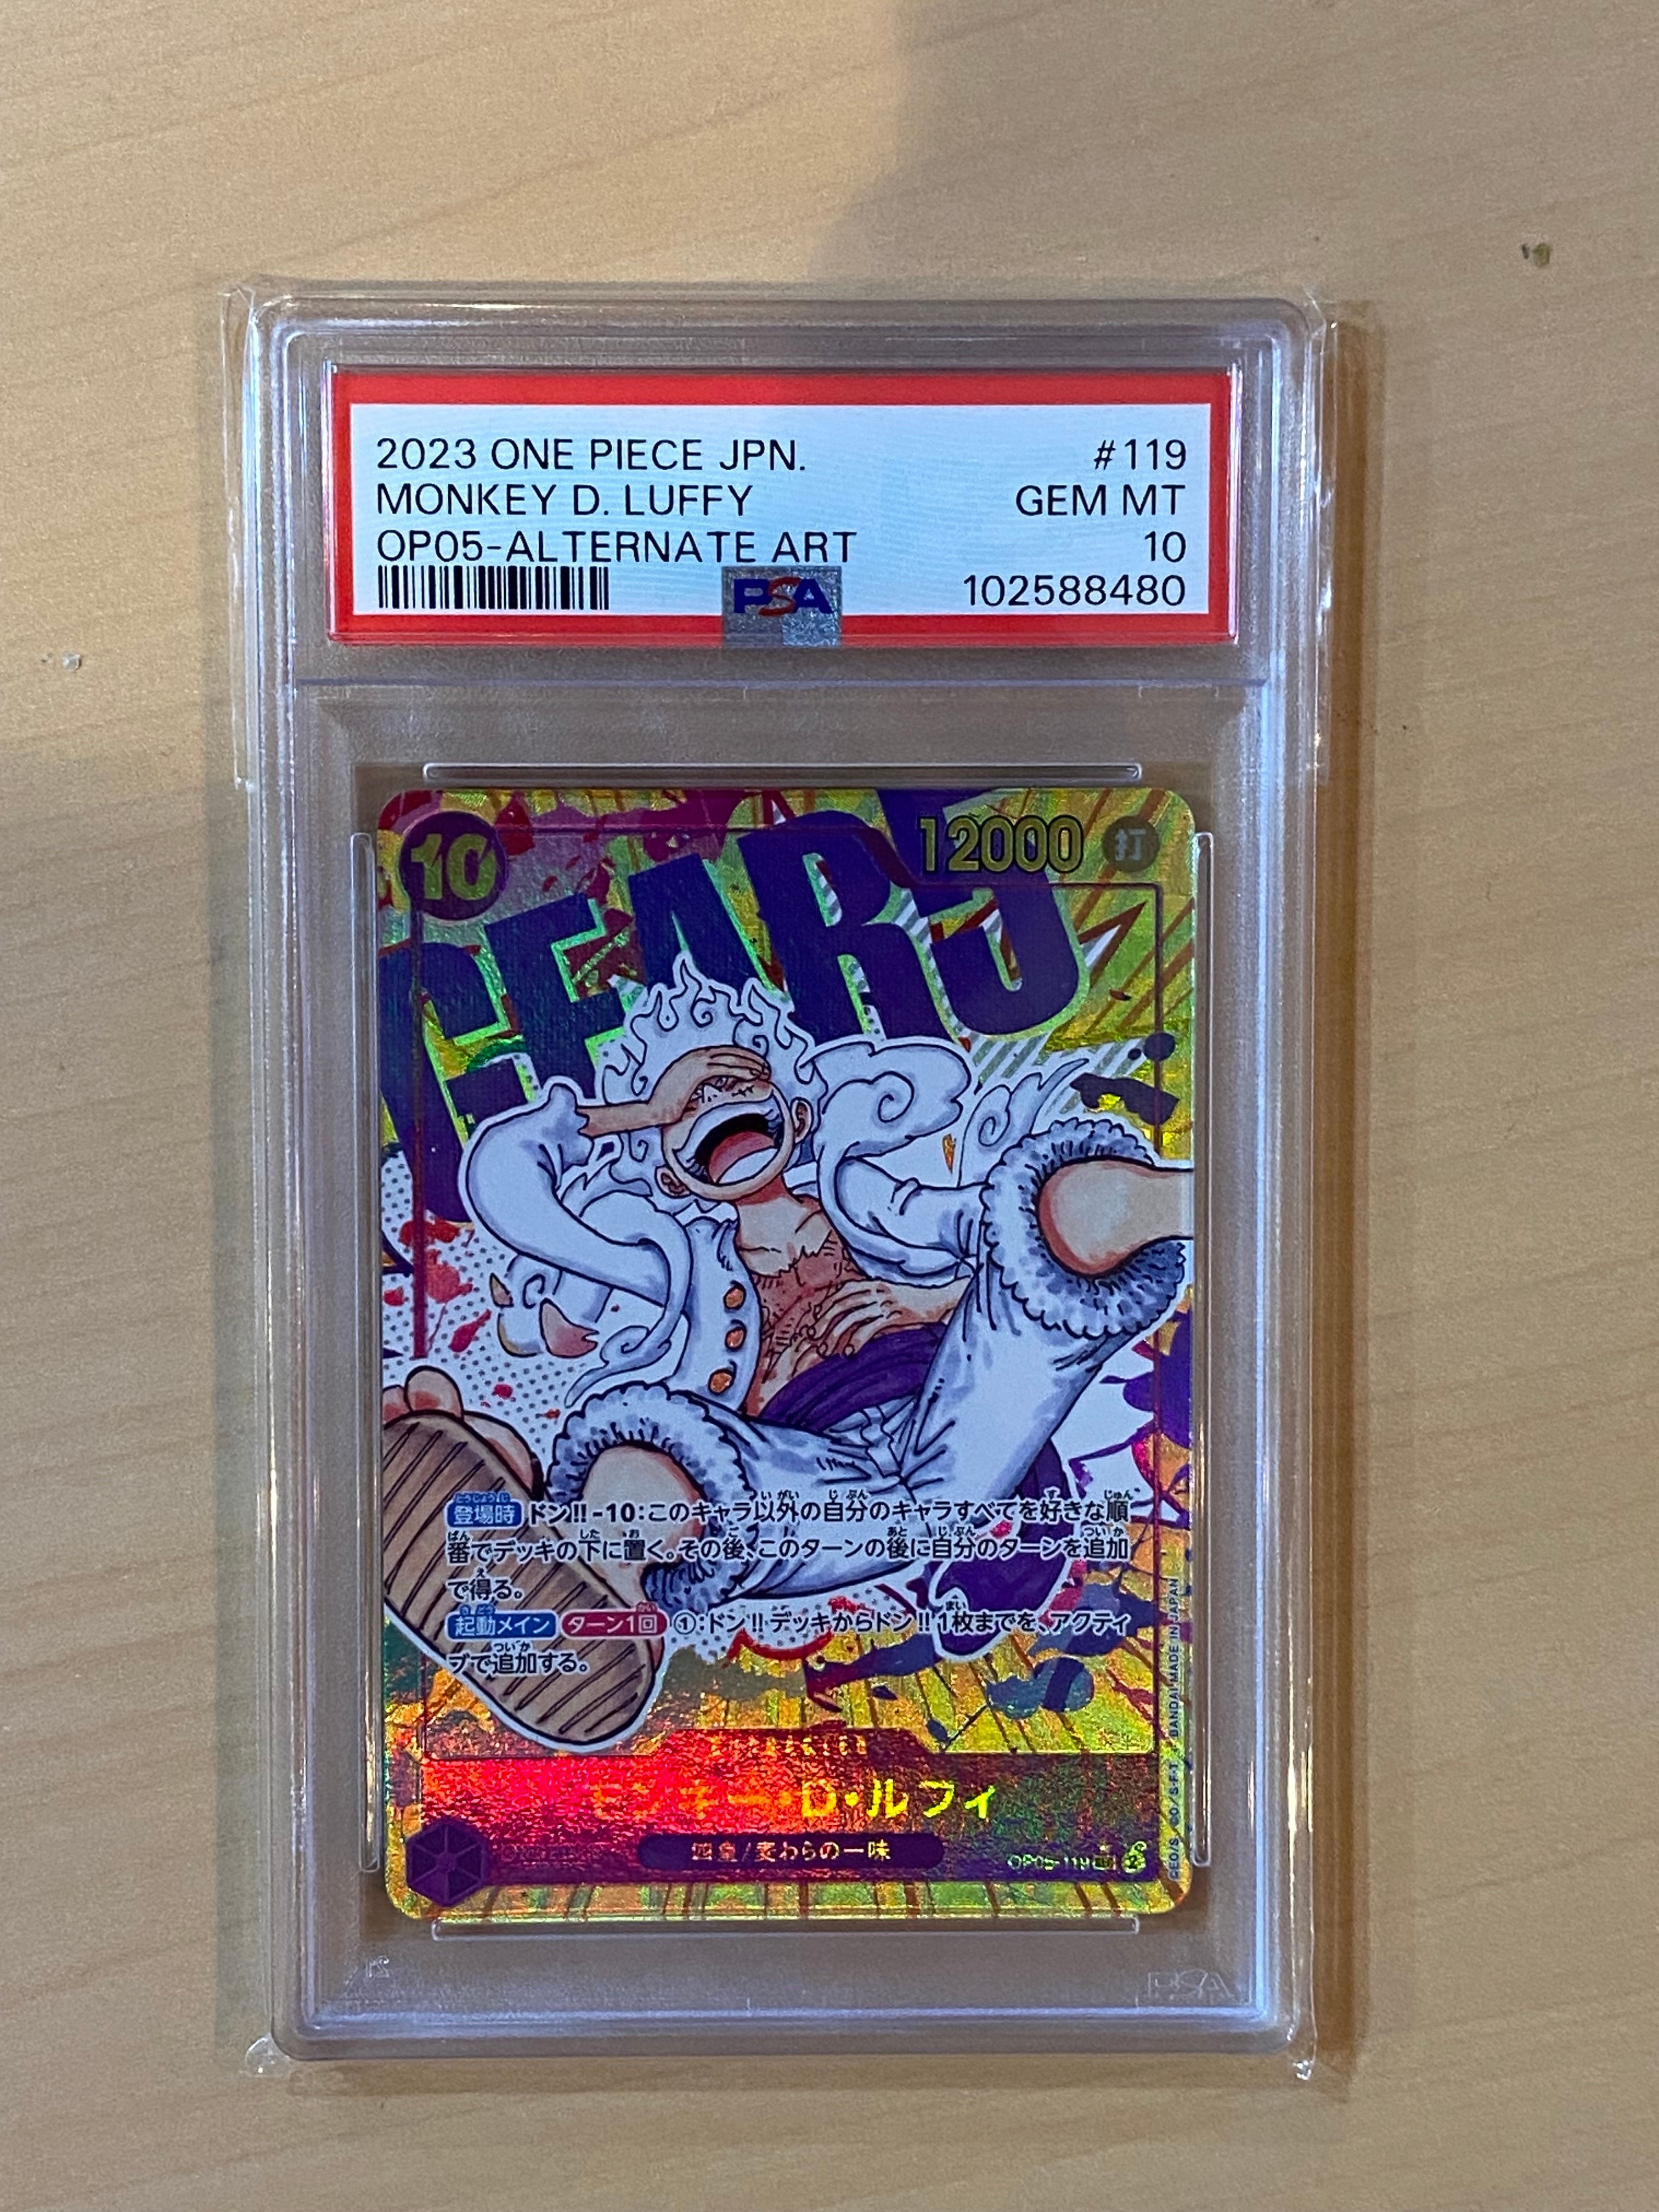 2023 ONE PIECE JPN. #119
MONKEY D. LUFFY GEM MT
OP05-ALTERNATE ART 10
PSA 102588480
10 12000 打
GEAR5
登場時 ドン!!-10:このキャラ以外の自分のキャラすべてを好きな順
番でデッキの下に置く。その後、このターンの後に自分のターンを追加
で得る。
起動メイン ターン1回 ①:ドン!!デッキからドン!!1枚までを、アクティ
ブで追加する。
CHARACTER
モンキー・D・ルフィ
四皇/麦わらの一味
OP05-119
BANDAI MADE IN JAPAN
PSA